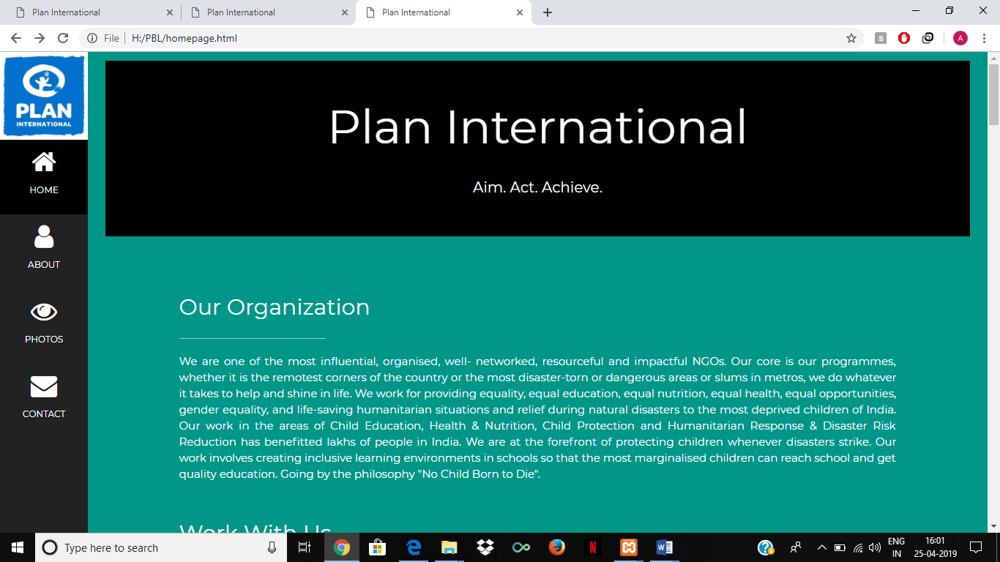 Plan International
Plan International
Plan International
File
H:/PBL/homepage.html
S
A
PLAN
INTERNATIONAL
HOME
ABOUT
PHOTOS
CONTACT
Plan International
Aim. Act. Achieve.
Our Organization
We are one of the most influential, organised, well- networked, resourceful and impactful NGOs. Our core is our programmes,
whether it is the remotest corners of the country or the most disaster-torn or dangerous areas or slums in metros, we do whatever
it takes to help and shine in life. We work for providing equality, equal education, equal nutrition, equal health, equal opportunities,
gender equality, and life-saving humanitarian situations and relief during natural disasters to the most deprived children of India.
Our work in the areas of Child Education, Health & Nutrition, Child Protection and Humanitarian Response & Disaster Risk
Reduction has benefitted lakhs of people in India. We are at the forefront of protecting children whenever disasters strike. Our
work involves creating inclusive learning environments in schools so that the most marginalised children can reach school and get
quality education. Going by the philosophy "No Child Born to Die".
Work With Us
Type here to search
N
W
ENG
IN
16:01
25-04-2019